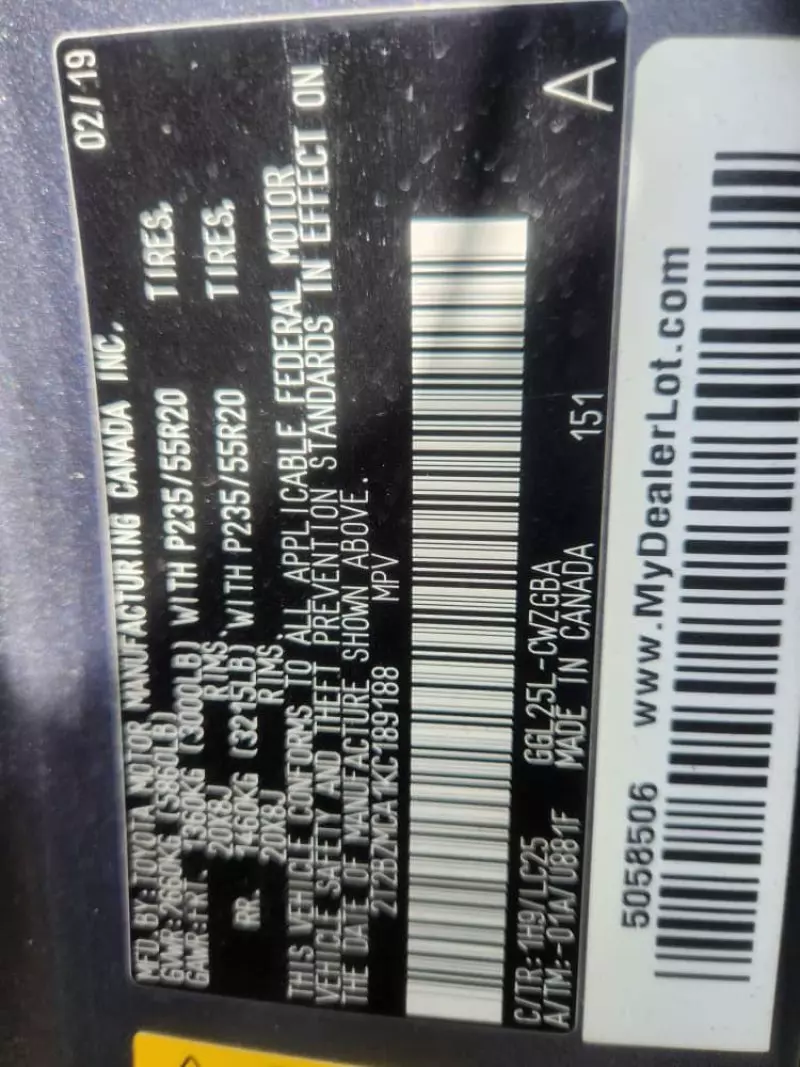 MFD. BY:TOYOTA MOTOR MANUFACTURING CANADA INC. 02/19
GVWR:2660KG (5860LB)
GAWR:FRT. 1360KG (3000LB) WITH P235/55R20 TIRES,
20X8J RIMS.
RR. 1460KG (3215LB) WITH P235/55R20 TIRES,
20X8J RIMS.
THIS VEHICLE CONFORMS TO ALL APPLICABLE FEDERAL MOTOR
VEHICLE SAFETY AND THEFT PREVENTION STANDARDS IN EFFECT ON
THE DATE OF MANUFACTURE SHOWN ABOVE.
2T2BZMCA1KC189188 MPV
C/TR:1H9/LC25 GGL25L-CWZGBA
A/TM:-01A/U881F MADE IN CANADA 151 A
5058506 www.MyDealerLot.com